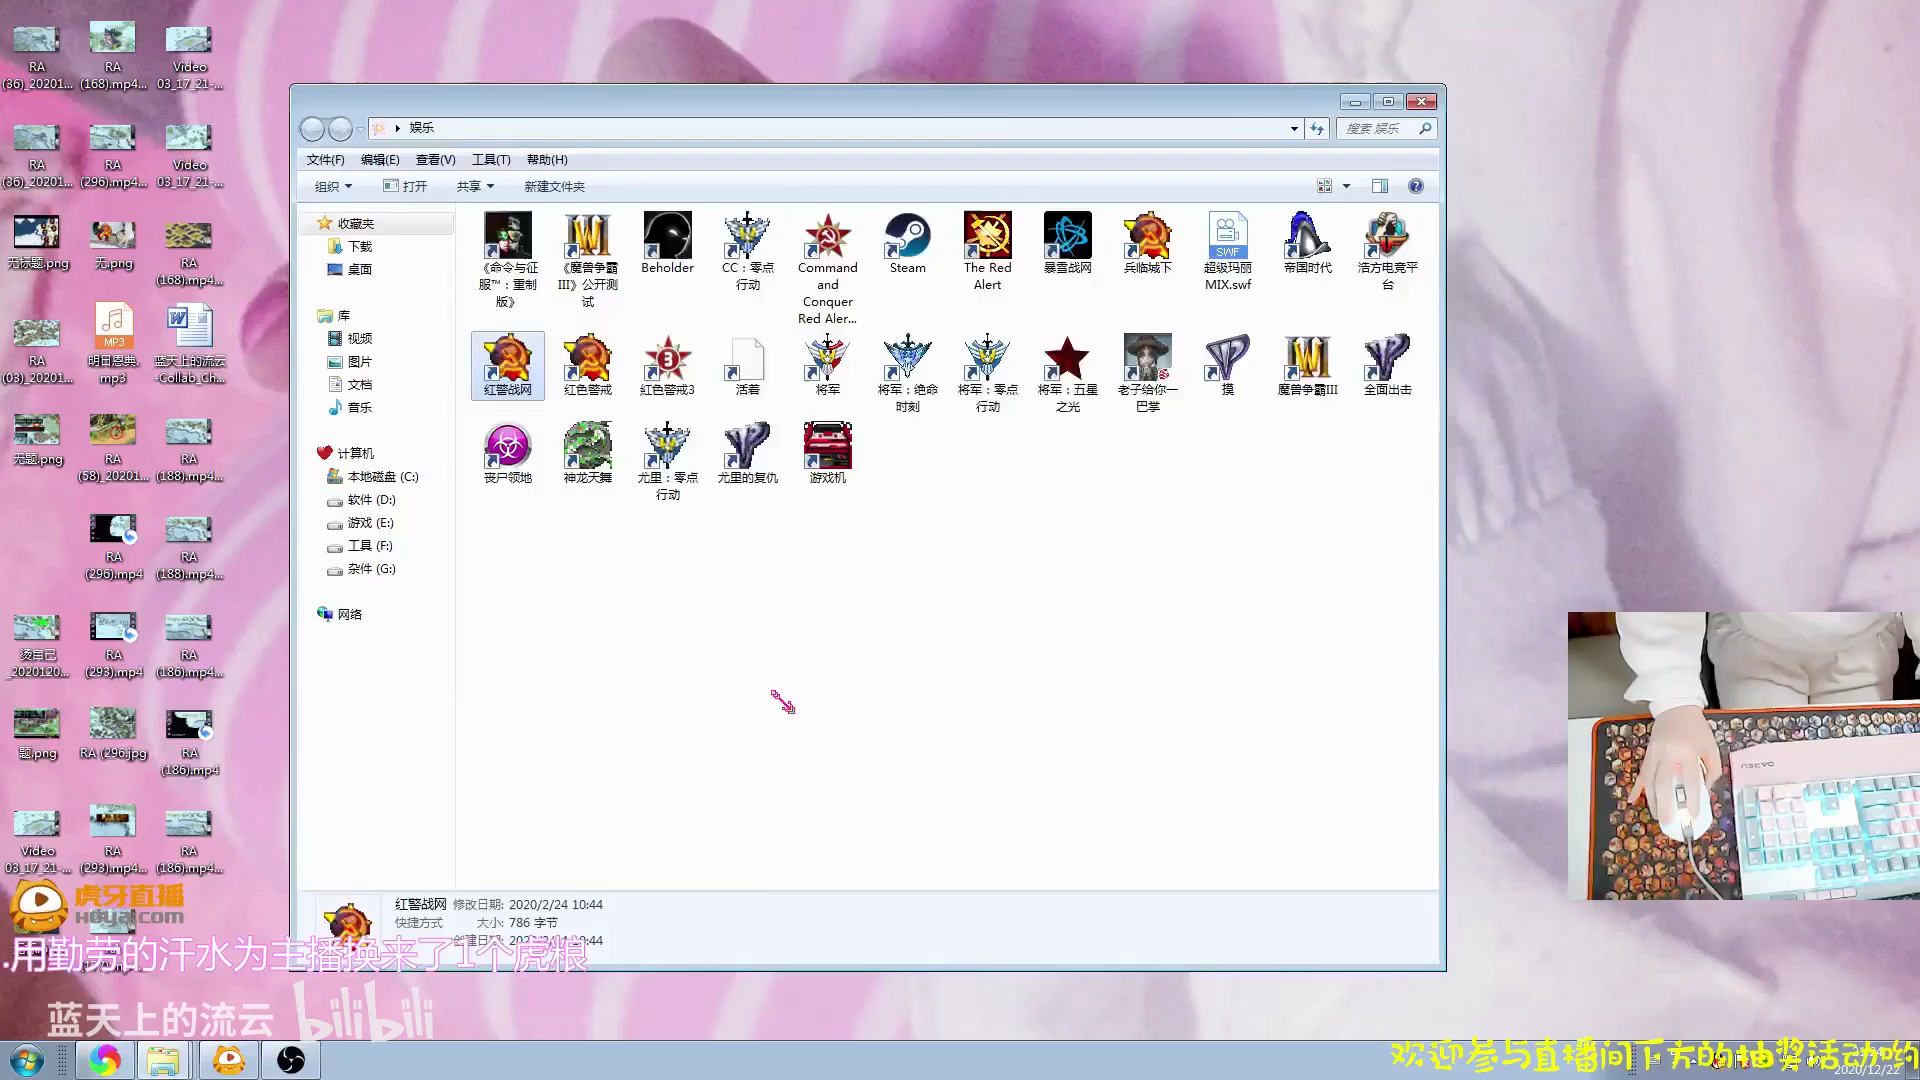 RA
(36)_20201...
RA
(168).mp4...
Video
03_17_21-...
RA
(36)_20201...
RA
(296).mp4...
Video
03_17_21-...
无标题.png
无.png
RA
(168).mp4...
RA
(03)_20201...
MP3
明日恩典.
mp3
蓝天上的流云
-Collab_Ch...
无题.png
RA
(58)_20201...
RA
(188).mp4...
RA
(296).mp4
RA
(188).mp4...
烫自己
_2020120...
RA
(293).mp4
RA
(186).mp4...
题.png
RA (296.jpg
RA
(186).mp4
Video
03_17_21-...
RA
(293).mp4...
RA
(186).mp4...
娱乐
搜索 娱乐
文件(F) 编辑(E) 查看(V) 工具(T) 帮助(H)
组织 打开 共享 新建文件夹
收藏夹
下载
桌面
库
视频
图片
文档
音乐
计算机
本地磁盘 (C:)
软件 (D:)
游戏 (E:)
工具 (F:)
杂件 (G:)
网络
《命令与征
服™：重制
版》
《魔兽争霸
III》公开测
试
Beholder
CC：零点
行动
Command
and
Conquer
Red Aler...
Steam
The Red
Alert
暴雪战网
兵临城下
SWF
超级玛丽
MIX.swf
帝国时代
浩方电竞平
台
红警战网
红色警戒
红色警戒3
活着
将军
将军：绝命
时刻
将军：零点
行动
将军：五星
之光
老子给你一
巴掌
摸
魔兽争霸III
全面出击
丧尸领地
神龙天舞
尤里：零点
行动
尤里的复仇
游戏机
红警战网 修改日期: 2020/2/24 10:44
快捷方式 大小: 786 字节
创建日期:
虎牙直播
HUYA.com
.用勤劳的汗水为主播换来了1个虎粮
蓝天上的流云 bilibili
DAREU
欢迎参与直播间下方的抽奖活动哟
2020/12/22